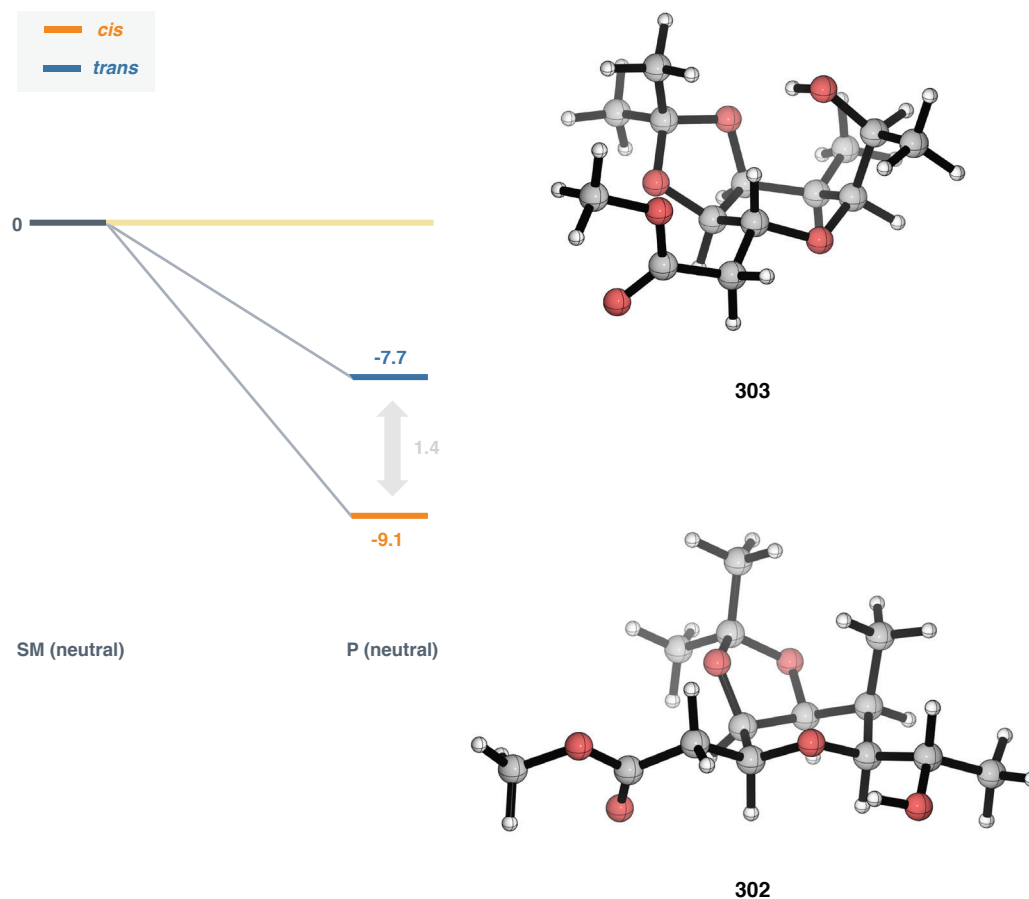 cis
trans
0
-7.7
1.4
-9.1
SM (neutral)
P (neutral)
303
302